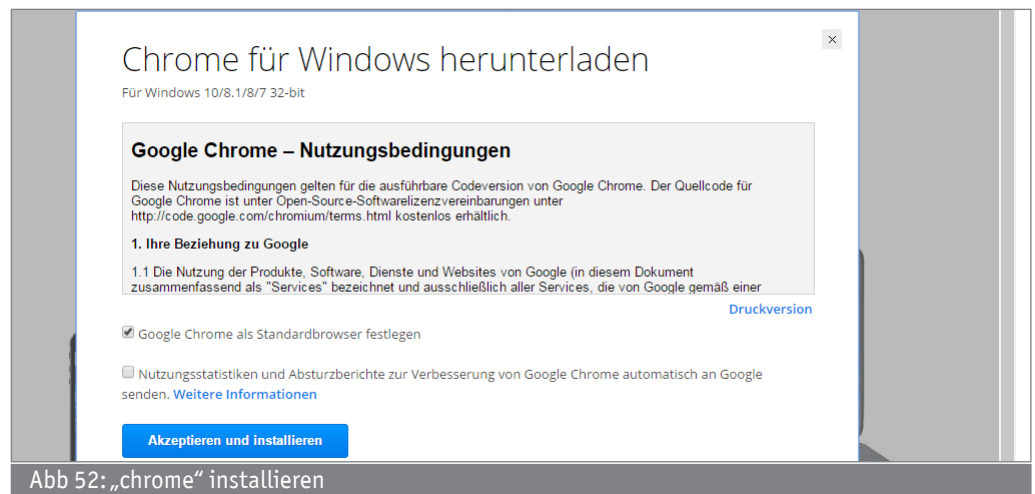 Chrome für Windows herunterladen
Für Windows 10/8.1/8/7 32-bit
Google Chrome – Nutzungsbedingungen
Diese Nutzungsbedingungen gelten für die ausführbare Codeversion von Google Chrome. Der Quellcode für
Google Chrome ist unter Open-Source-Softwarelizenzvereinbarungen unter
http://code.google.com/chromium/terms.html kostenlos erhältlich.
1. Ihre Beziehung zu Google
1.1 Die Nutzung der Produkte, Software, Dienste und Websites von Google (in diesem Dokument
zusammenfassend als "Services" bezeichnet und ausschließlich aller Services, die von Google gemäß einer
Druckversion
Google Chrome als Standardbrowser festlegen
Nutzungsstatistiken und Absturzberichte zur Verbesserung von Google Chrome automatisch an Google
senden. Weitere Informationen
Akzeptieren und installieren
Abb 52: „chrome“ installieren